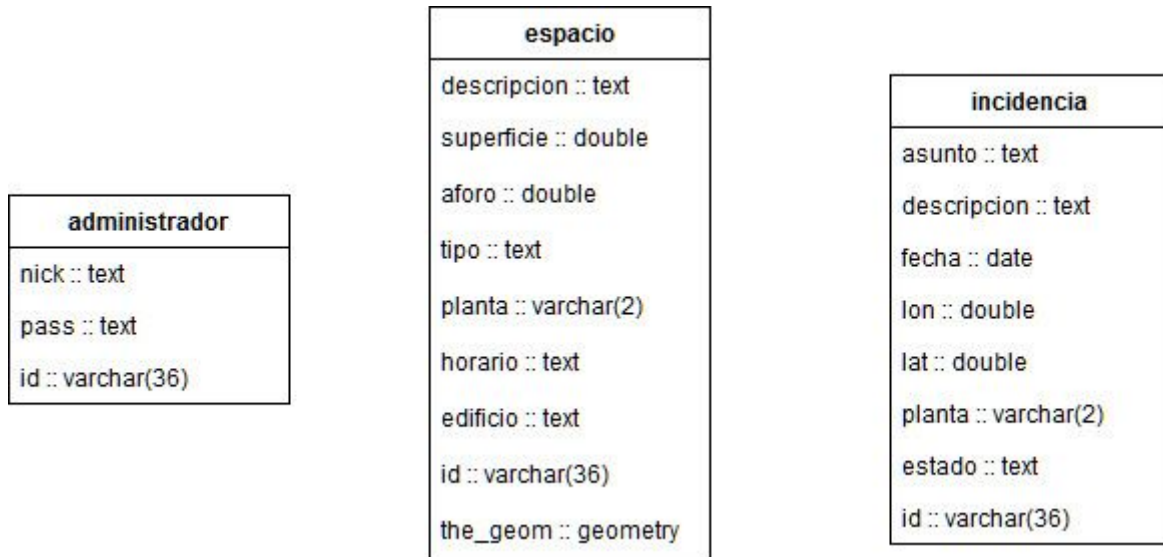 administrador
nick :: text
pass :: text
id :: varchar(36)
espacio
descripcion :: text
superficie :: double
aforo :: double
tipo :: text
planta :: varchar(2)
horario :: text
edificio :: text
id :: varchar(36)
the_geom :: geometry
incidencia
asunto :: text
descripcion :: text
fecha :: date
lon :: double
lat :: double
planta :: varchar(2)
estado :: text
id :: varchar(36)